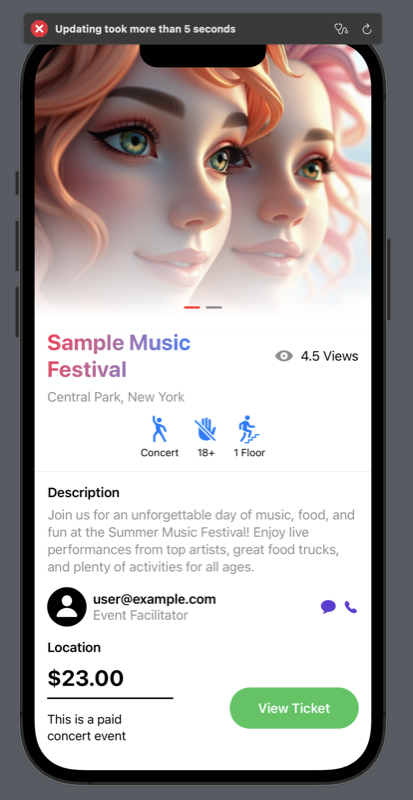 Updating took more than 5 seconds
Sample Music
Festival
4.5 Views
Central Park, New York
Concert
18+
1 Floor
Description
Join us for an unforgettable day of music, food, and
fun at the Summer Music Festival! Enjoy live
performances from top artists, great food trucks,
and plenty of activities for all ages.
user@example.com
Event Facilitator
Location
$23.00
This is a paid
concert event
View Ticket